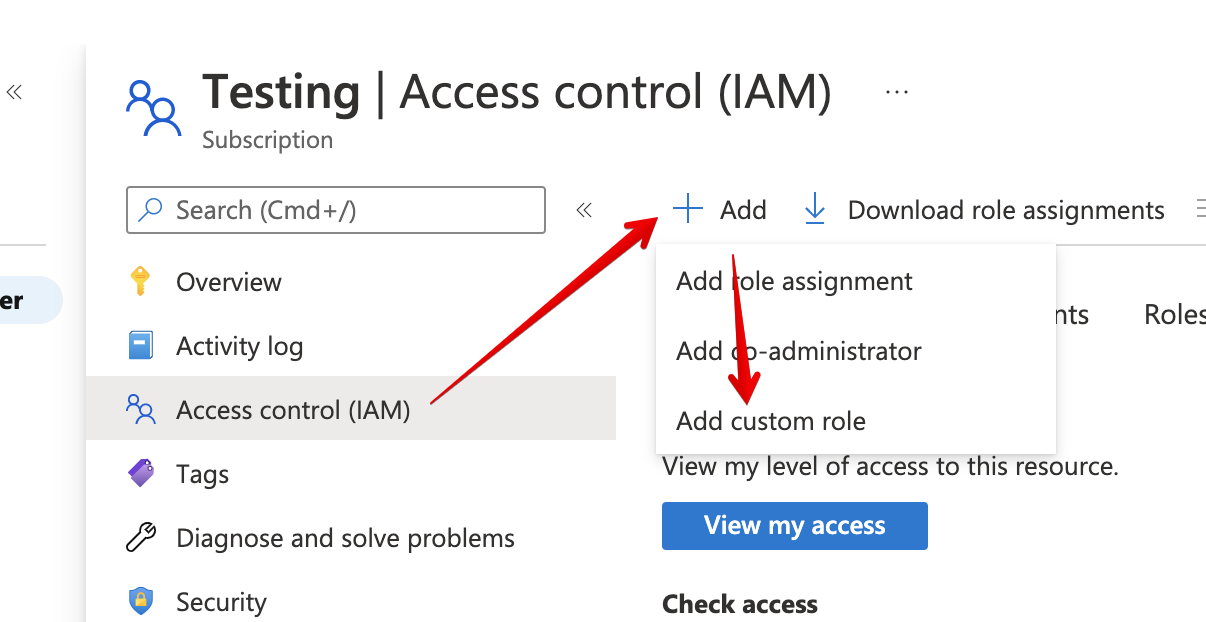 Testing | Access control (IAM) ...
Subscription
Search (Cmd+/)
Add
Download role assignments
er
Overview
Activity log
Access control (IAM)
Tags
Diagnose and solve problems
Security
Add role assignment
Add co-administrator
Add custom role
nts
Roles
View my level of access to this resource.
View my access
Check access